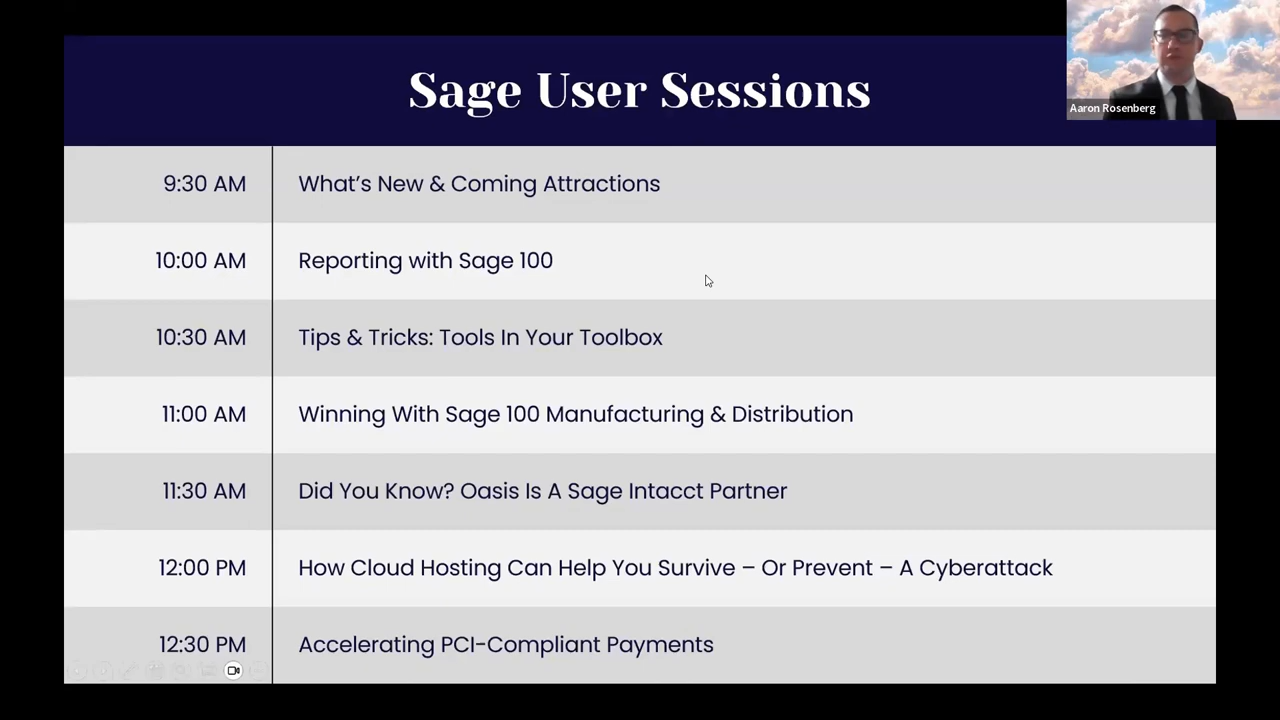 Sage User Sessions
Aaron Rosenberg
9:30 AM What's New & Coming Attractions
10:00 AM Reporting with Sage 100
10:30 AM Tips & Tricks: Tools In Your Toolbox
11:00 AM Winning With Sage 100 Manufacturing & Distribution
11:30 AM Did You Know? Oasis Is A Sage Intacct Partner
12:00 PM How Cloud Hosting Can Help You Survive – Or Prevent – A Cyberattack
12:30 PM Accelerating PCI-Compliant Payments